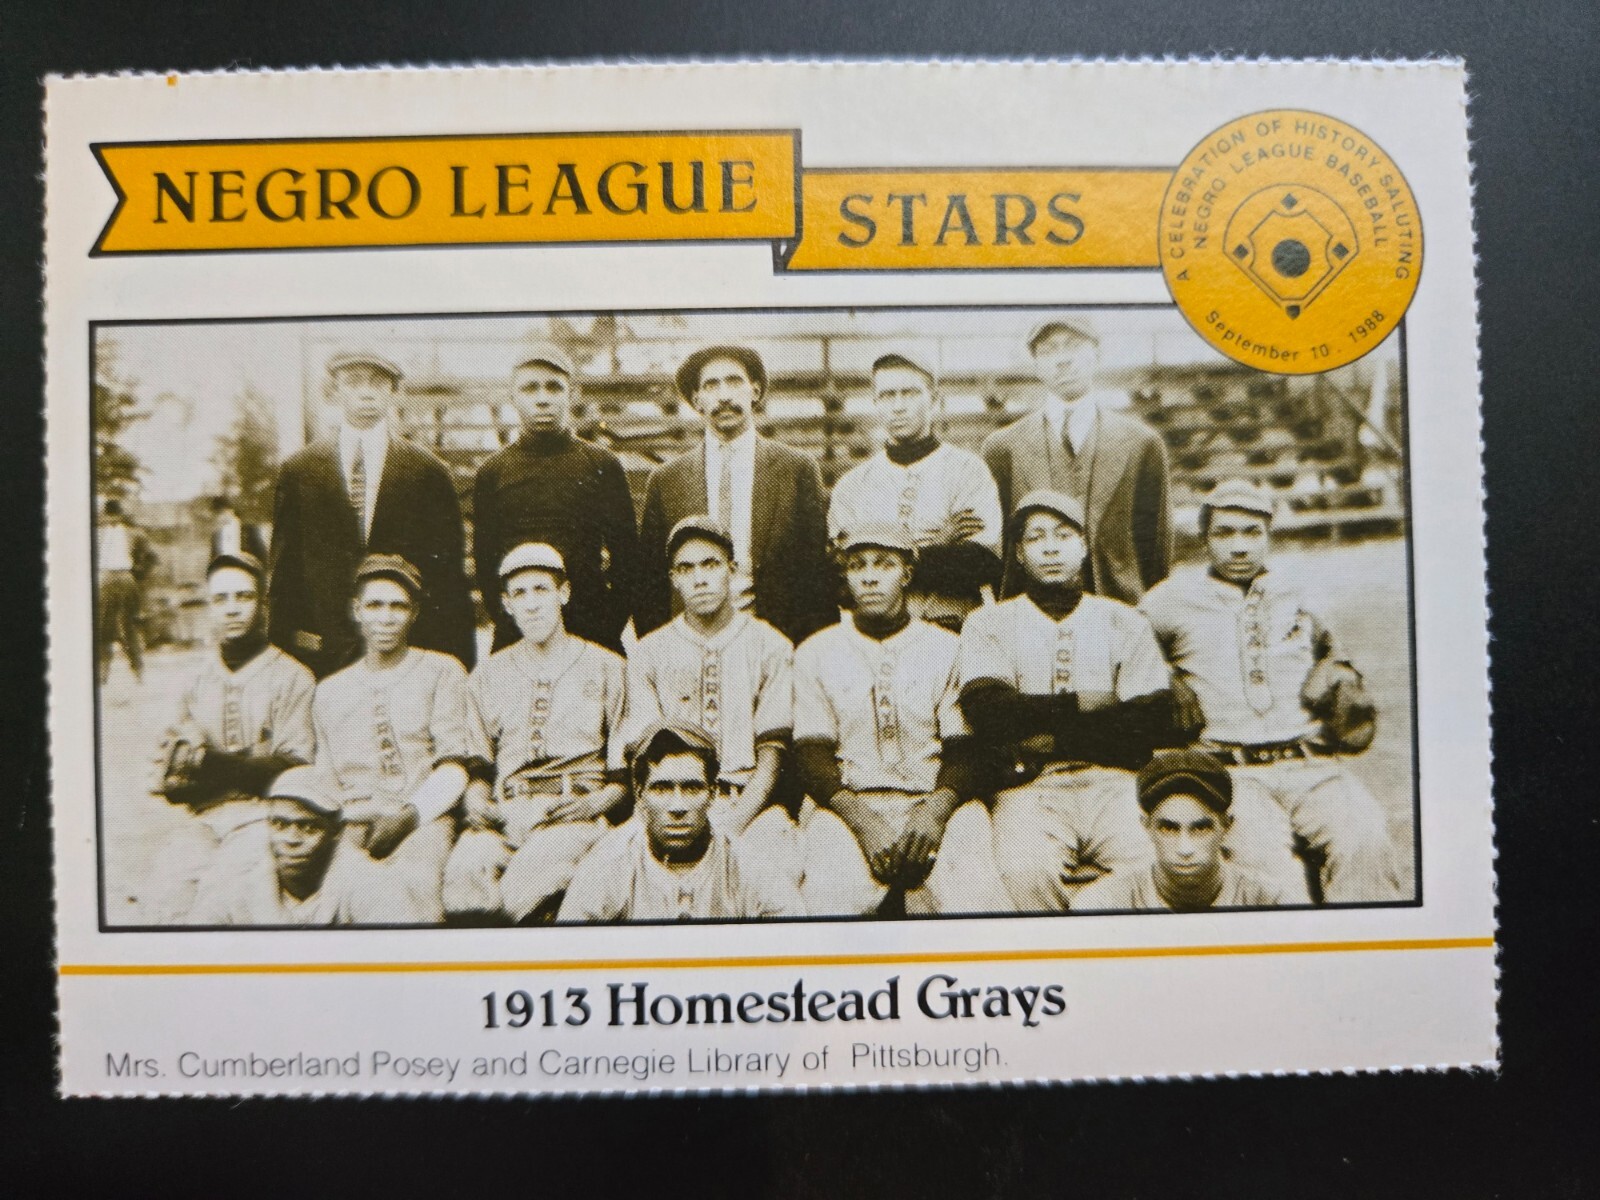 NEGRO LEAGUE
STARS
A CELEBRATION OF HISTORY SALUTING
NEGRO LEAGUE BASEBALL
September 10, 1988
H GRAYS
1913 Homestead Grays
Mrs. Cumberland Posey and Carnegie Library of Pittsburgh.